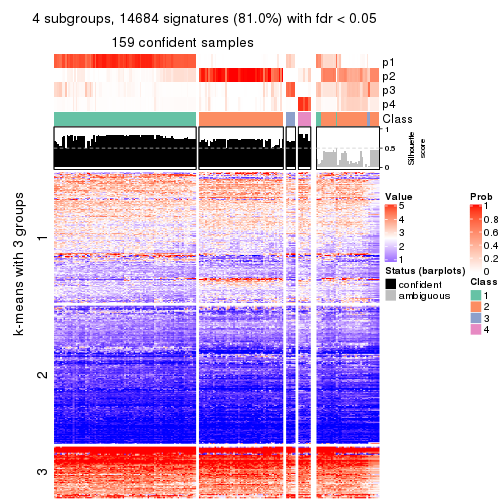 4 subgroups, 14684 signatures (81.0%) with fdr < 0.05
159 confident samples
p1
p2
p3
p4
Class
1
0.5
0
Silhouette
score
k-means with 3 groups
1
2
3
Value
5
4
3
2
1
Status (barplots)
confident
ambiguous
Prob
1
0.8
0.6
0.4
0.2
0
Class
1
2
3
4